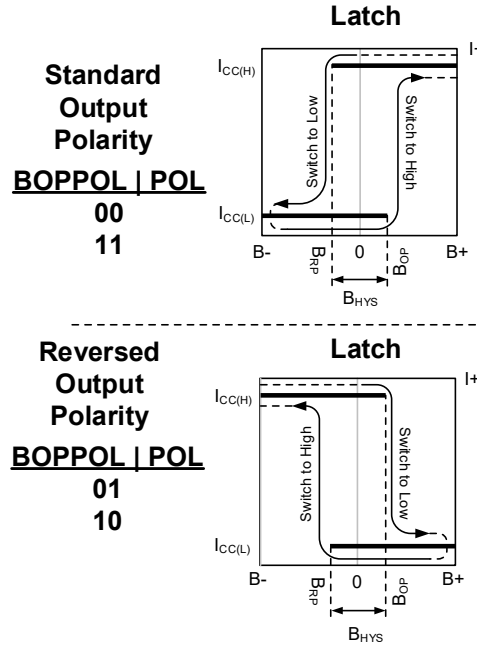 Latch
Standard
Output
Polarity
BOPPOL | POL
00
11
I+
ICC(H)
Switch to Low
Switch to High
ICC(L)
B- BRP 0 BOP B+
BHYS
Reversed
Output
Polarity
BOPPOL | POL
01
10
Latch
I+
ICC(H)
Switch to High
Switch to Low
ICC(L)
B- BRP 0 BOP B+
BHYS